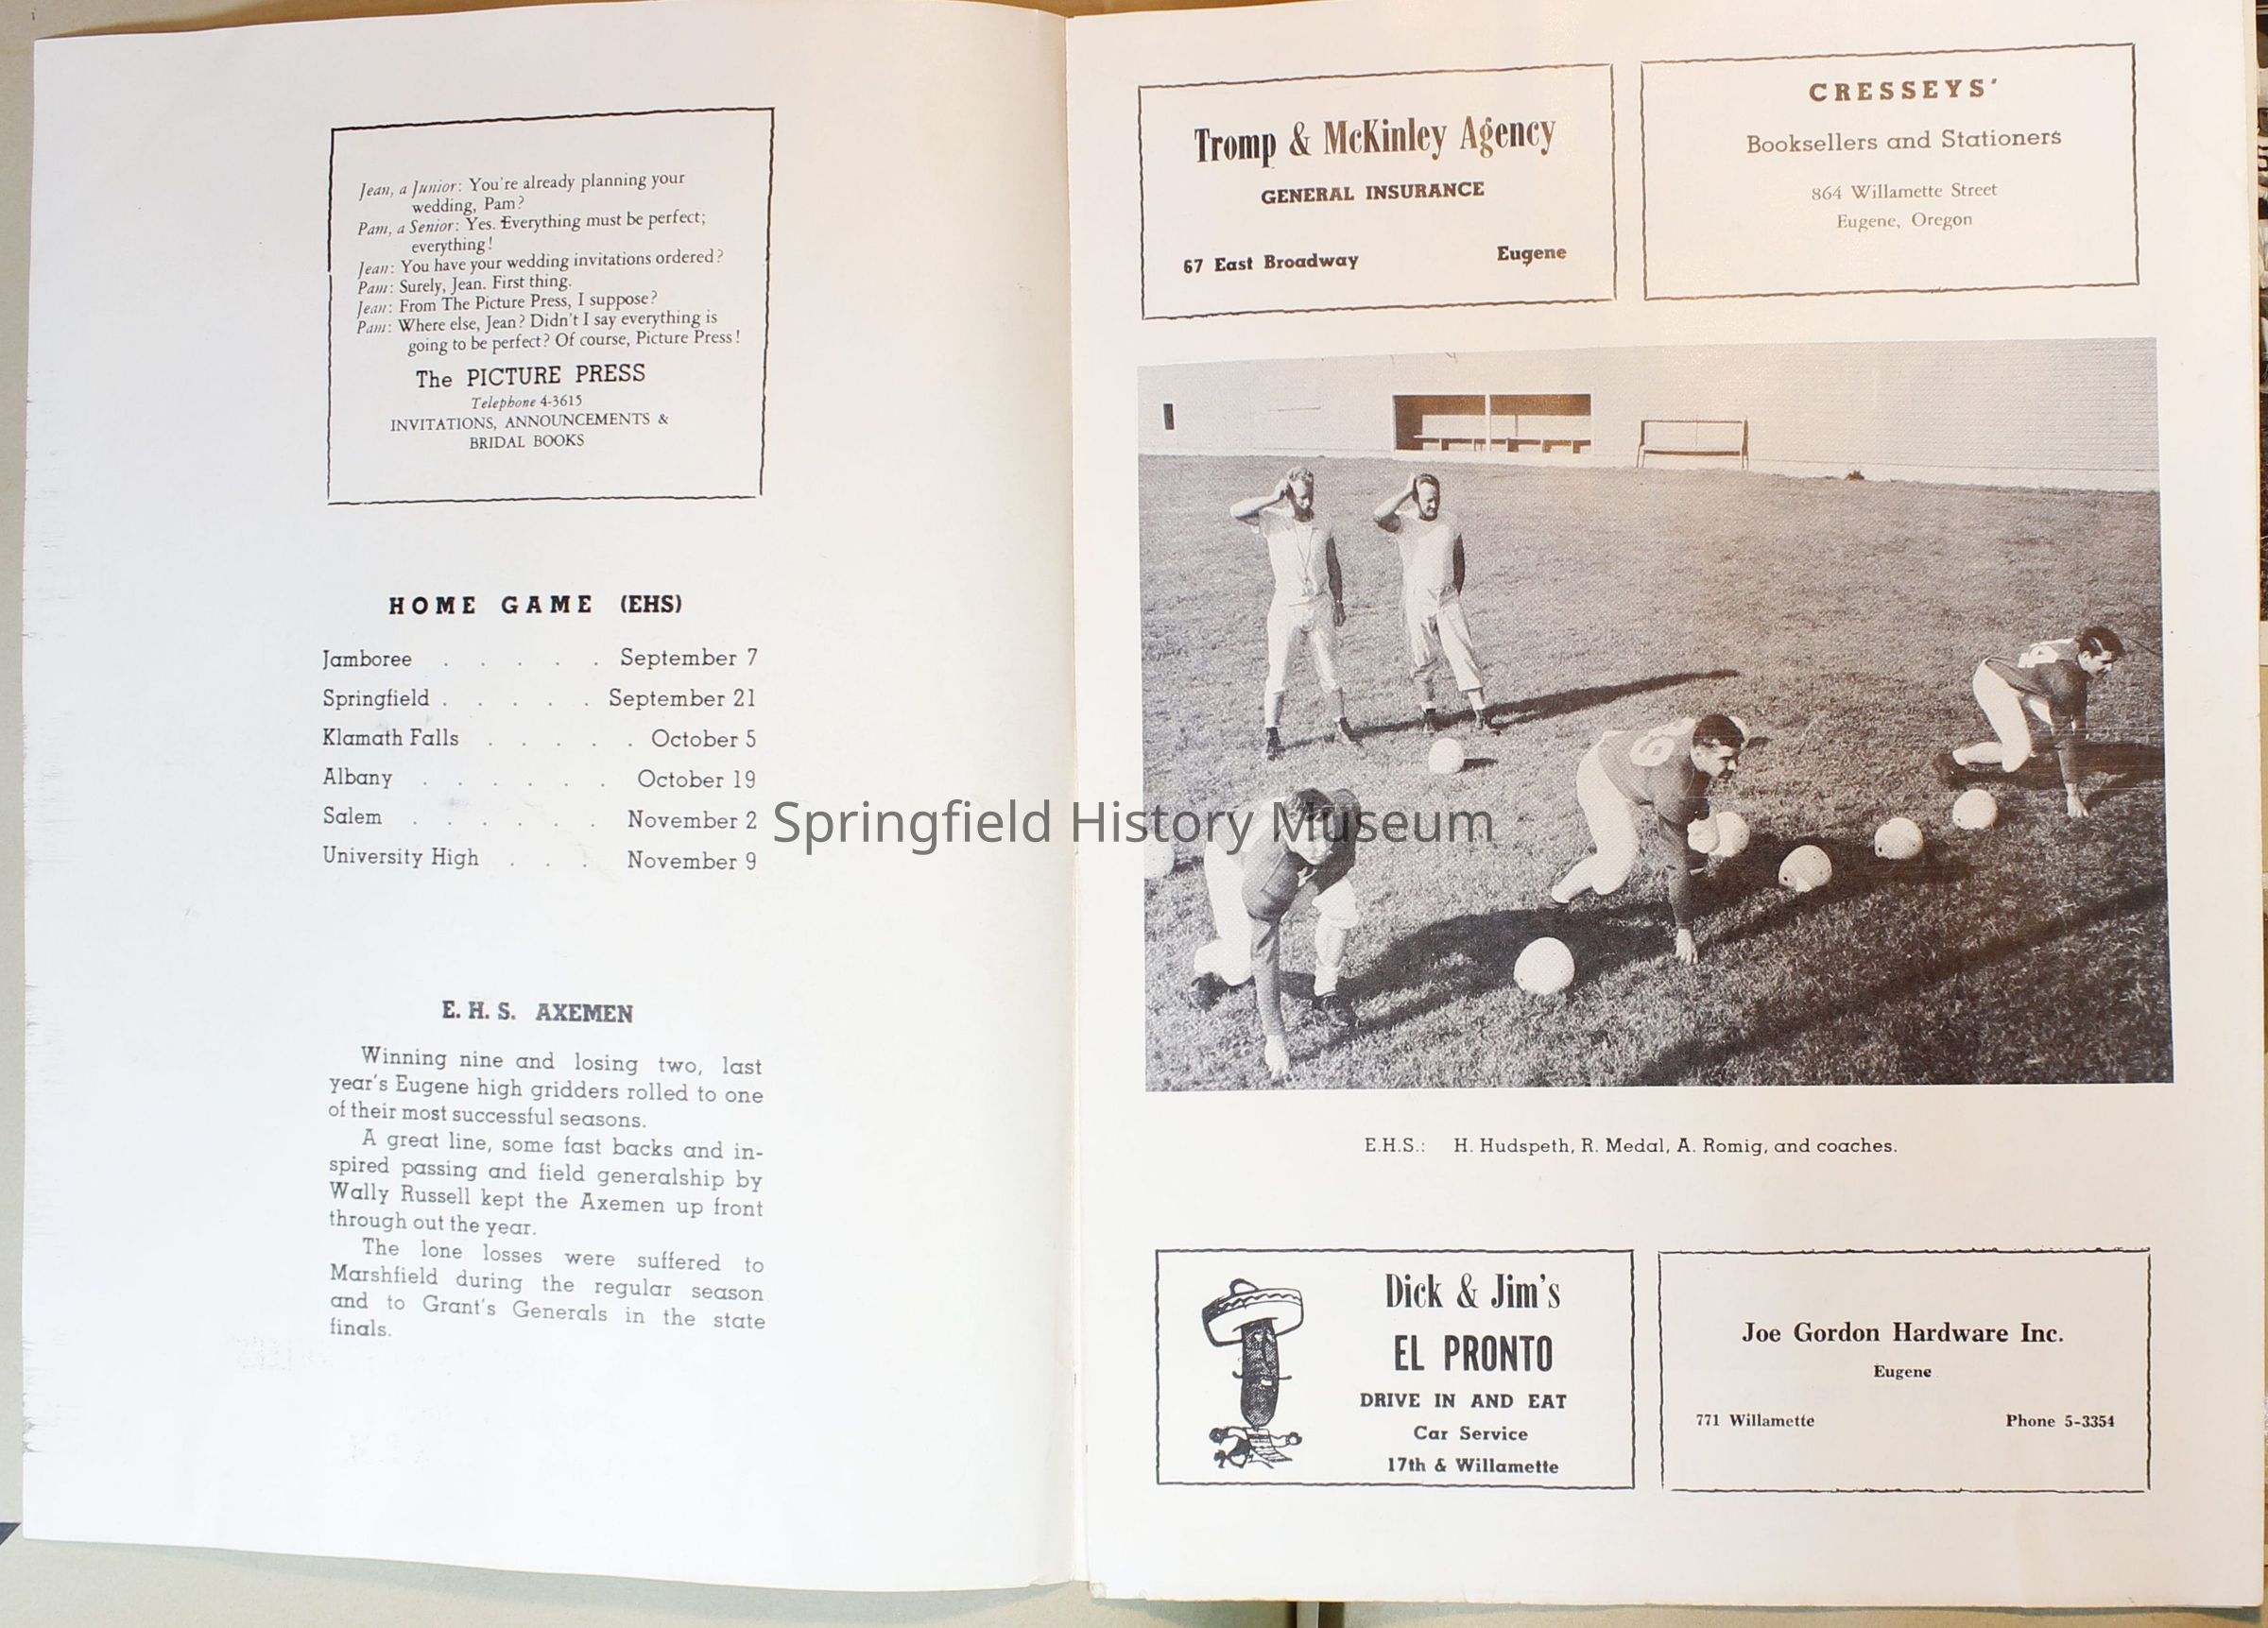 Jean, a Junior: You're already planning your
wedding, Pam?
Pam, a Senior: Yes. Everything must be perfect;
everything!
Jean: You have your wedding invitations ordered?
Pam: Surely, Jean. First thing.
Jean: From The Picture Press, I suppose?
Pam: Where else, Jean? Didn't I say everything is
going to be perfect? Of course, Picture Press!
The PICTURE PRESS
Telephone 4-3615
INVITATIONS, ANNOUNCEMENTS &
BRIDAL BOOKS
HOME GAME (EHS)
Jamboree . . . . . September 7
Springfield . . . . . September 21
Klamath Falls . . . . . October 5
Albany . . . . . . October 19
Salem . . . . . . November 2
University High . . . November 9
E. H. S. AXEMEN
Winning nine and losing two, last
year's Eugene high gridders rolled to one
of their most successful seasons.
A great line, some fast backs and in-
spired passing and field generalship by
Wally Russell kept the Axemen up front
through out the year.
The lone losses were suffered to
Marshfield during the regular season
and to Grant's Generals in the state
finals.
Tromp & McKinley Agency
GENERAL INSURANCE
67 East Broadway Eugene
CRESSEYS'
Booksellers and Stationers
864 Willamette Street
Eugene, Oregon
Springfield History Museum
E.H.S.: H. Hudspeth, R. Medal, A. Romig, and coaches.
Dick & Jim's
EL PRONTO
DRIVE IN AND EAT
Car Service
17th & Willamette
Joe Gordon Hardware Inc.
Eugene
771 Willamette Phone 5-3354